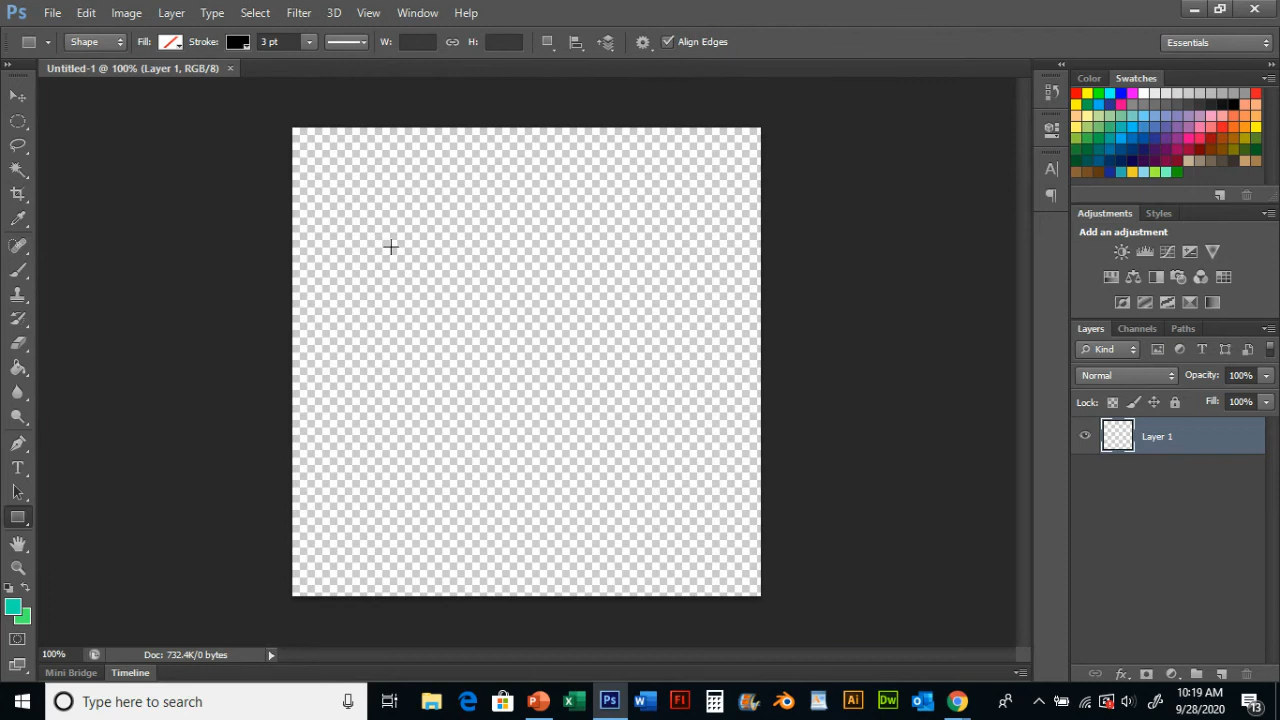 Ps File Edit Image Layer Type Select Filter 3D View Window Help
Shape Fill: Stroke: 3 pt W: H: Align Edges Essentials
Untitled-1 @ 100% (Layer 1, RGB/8) ×
Color Swatches
Adjustments Styles
Add an adjustment
Layers Channels Paths
Kind
Normal Opacity: 100%
Lock: Fill: 100%
Layer 1
100% Doc: 732.4K/0 bytes
Mini Bridge Timeline
Type here to search
10:19 AM
9/28/2020
13